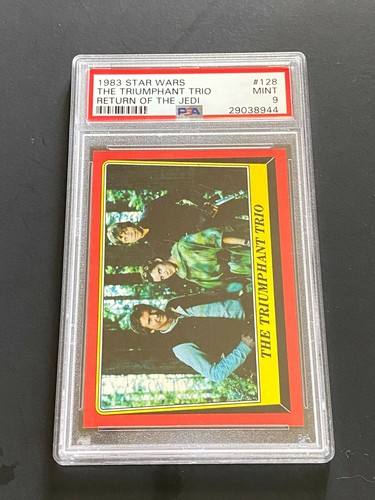 1983 STAR WARS #128
THE TRIUMPHANT TRIO MINT
RETURN OF THE JEDI 9
PSA 29038944
THE TRIUMPHANT TRIO